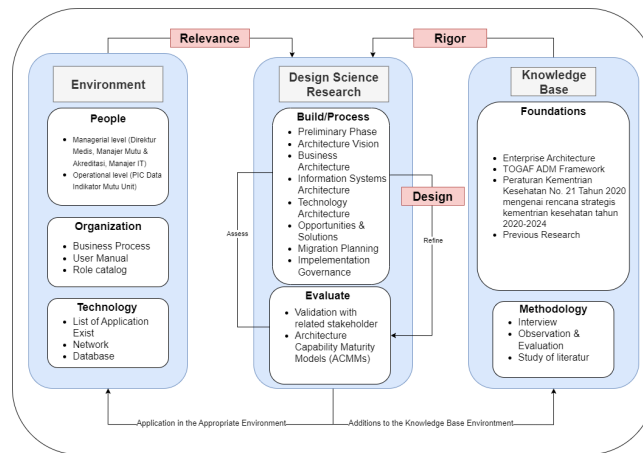 Relevance
Rigor
Environment
People
Managerial level (Direktur
Medis, Manajer Mutu &
Akreditasi, Manajer IT)
Operational level (PIC Data
Indikator Mutu Unit)
Organization
Business Process
User Manual
Role catalog
Technology
List of Application
Exist
Network
Database
Design Science
Research
Build/Process
Preliminary Phase
Architecture Vision
Business
Architecture
Information Systems
Architecture
Technology
Architecture
Opportunities &
Solutions
Migration Planning
Impelementation
Governance
Assess
Design
Refine
Evaluate
Validation with
related stakeholder
Architecture
Capability Maturity
Models (ACMMs)
Knowledge
Base
Foundations
Enterprise Architecture
TOGAF ADM Framework
Peraturan Kementrian
Kesehatan No. 21 Tahun 2020
mengenai rencana strategis
kementrian kesehatan tahun
2020-2024
Previous Research
Methodology
Interview
Observation &
Evaluation
Study of literatur
Application in the Appropriate Environment
Additions to the Knowledge Base Entirontment